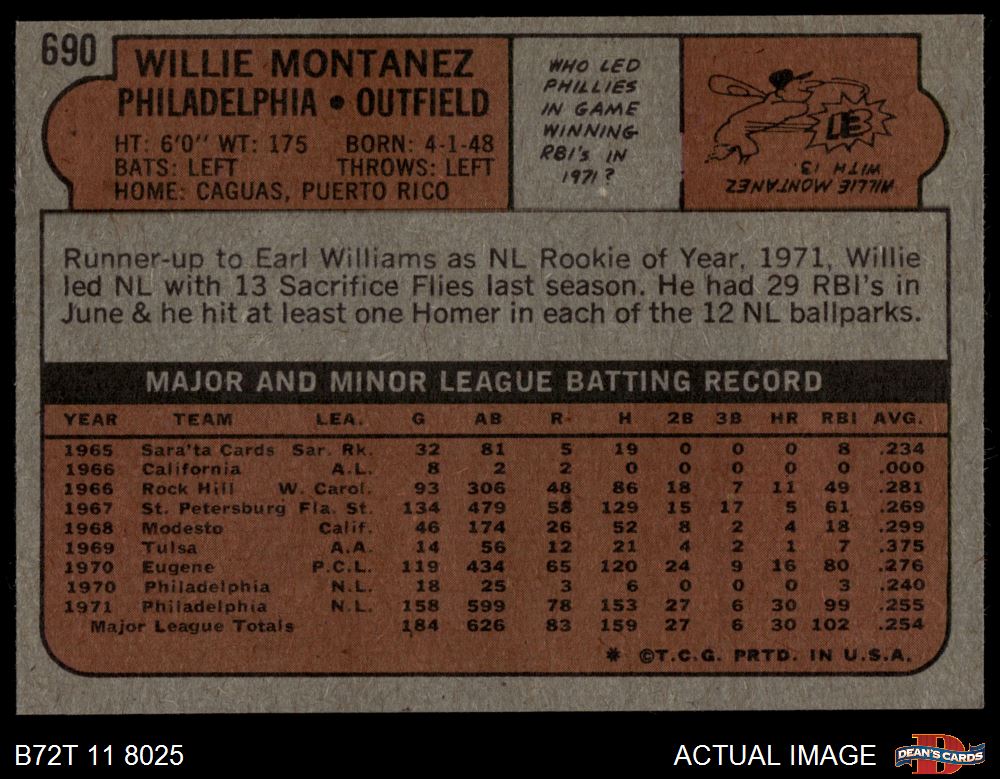 690
WILLIE MONTANEZ
PHILADELPHIA • OUTFIELD
HT: 6'0" WT: 175 BORN: 4-1-48
BATS: LEFT THROWS: LEFT
HOME: CAGUAS, PUERTO RICO
WHO LED
PHILLIES
IN GAME
WINNING
RBI'S IN
1971?
13
WILLIE MONTANEZ
WITH 13.
Runner-up to Earl Williams as NL Rookie of Year, 1971, Willie
led NL with 13 Sacrifice Flies last season. He had 29 RBI's in
June & he hit at least one Homer in each of the 12 NL ballparks.
MAJOR AND MINOR LEAGUE BATTING RECORD
YEAR TEAM LEA. G AB R H 2B 3B HR RBI AVG.
1965 Sara'ta Cards Sar. Rk. 32 81 5 19 0 0 0 8 .234
1966 California A.L. 8 2 2 0 0 0 0 0 .000
1966 Rock Hill W. Carol. 93 306 48 86 18 7 11 49 .281
1967 St. Petersburg Fla. St. 134 479 58 129 15 17 5 61 .269
1968 Modesto Calif. 46 174 26 52 8 2 4 18 .299
1969 Tulsa A.A. 14 56 12 21 4 2 1 7 .375
1970 Eugene P.C.L. 119 434 65 120 24 9 16 80 .276
1970 Philadelphia N.L. 18 25 3 6 0 0 0 3 .240
1971 Philadelphia N.L. 158 599 78 153 27 6 30 99 .255
Major League Totals 184 626 83 159 27 6 30 102 .254
* ©T.C.G. PRTD. IN U.S.A.
B72T 11 8025
ACTUAL IMAGE
D
DEAN'S CARDS